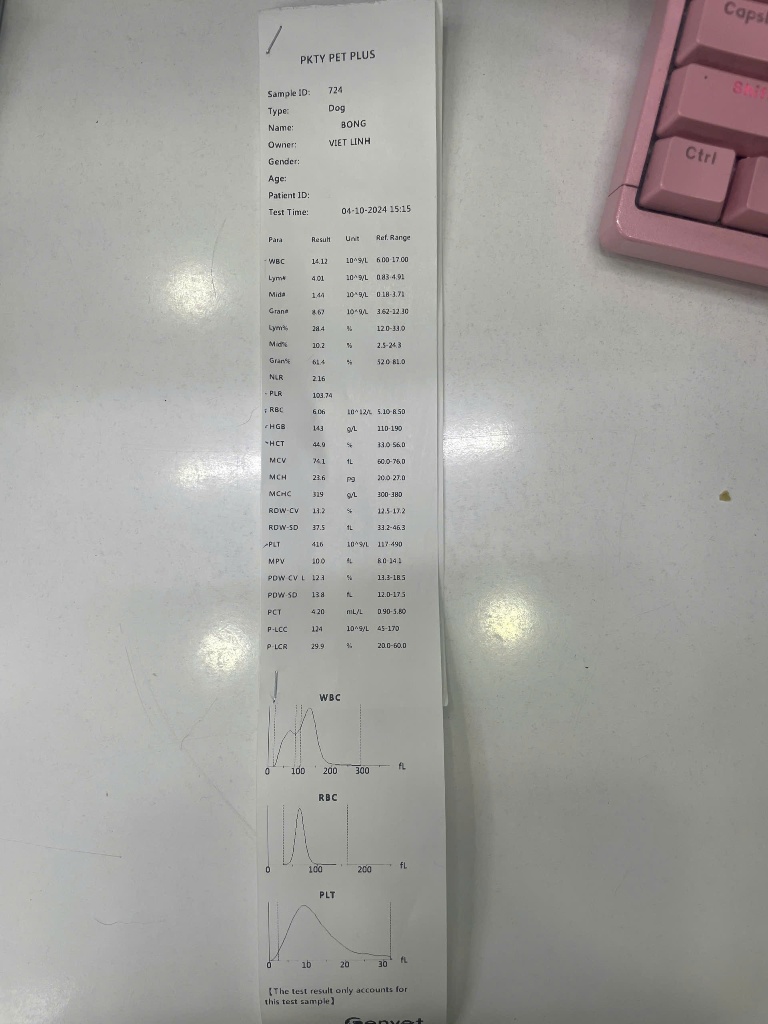 PKTY PET PLUS
Sample ID: 724
Type: Dog
Name: BONG
Owner: VIET LINH
Gender:
Age:
Patient ID:
Test Time: 04-10-2024 15:15
Para Result Unit Ref. Range
WBC 14.12 10^9/L 6.00-17.00
Lym# 4.01 10^9/L 0.83-4.91
Mid# 1.44 10^9/L 0.18-3.71
Gran# 8.67 10^9/L 3.62-12.30
Lym% 28.4 % 12.0-33.0
Mid% 10.2 % 2.5-24.3
Gran% 61.4 % 52.0-81.0
NLR 2.16
PLR 103.74
RBC 6.06 10^12/L 5.10-8.50
HGB 143 g/L 110-190
HCT 44.9 % 33.0-56.0
MCV 74.1 fL 60.0-76.0
MCH 23.6 pg 20.0-27.0
MCHC 319 g/L 300-380
RDW-CV 13.2 % 12.5-17.2
RDW-SD 37.5 fL 33.2-46.3
PLT 416 10^9/L 117-490
MPV 10.0 fL 8.0-14.1
PDW-CV L 12.3 % 13.3-18.5
PDW-SD 13.8 fL 12.0-17.5
PCT 4.20 mL/L 0.90-5.80
P-LCC 124 10^9/L 45-170
P-LCR 29.9 % 20.0-60.0
WBC
0 100 200 300 fL
RBC
0 100 200 fL
PLT
0 10 20 30 fL
【The test result only accounts for
this test sample】
Caps
Shif
Ctrl